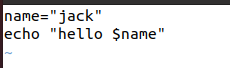 name="jack"
echo "hello $name"
~